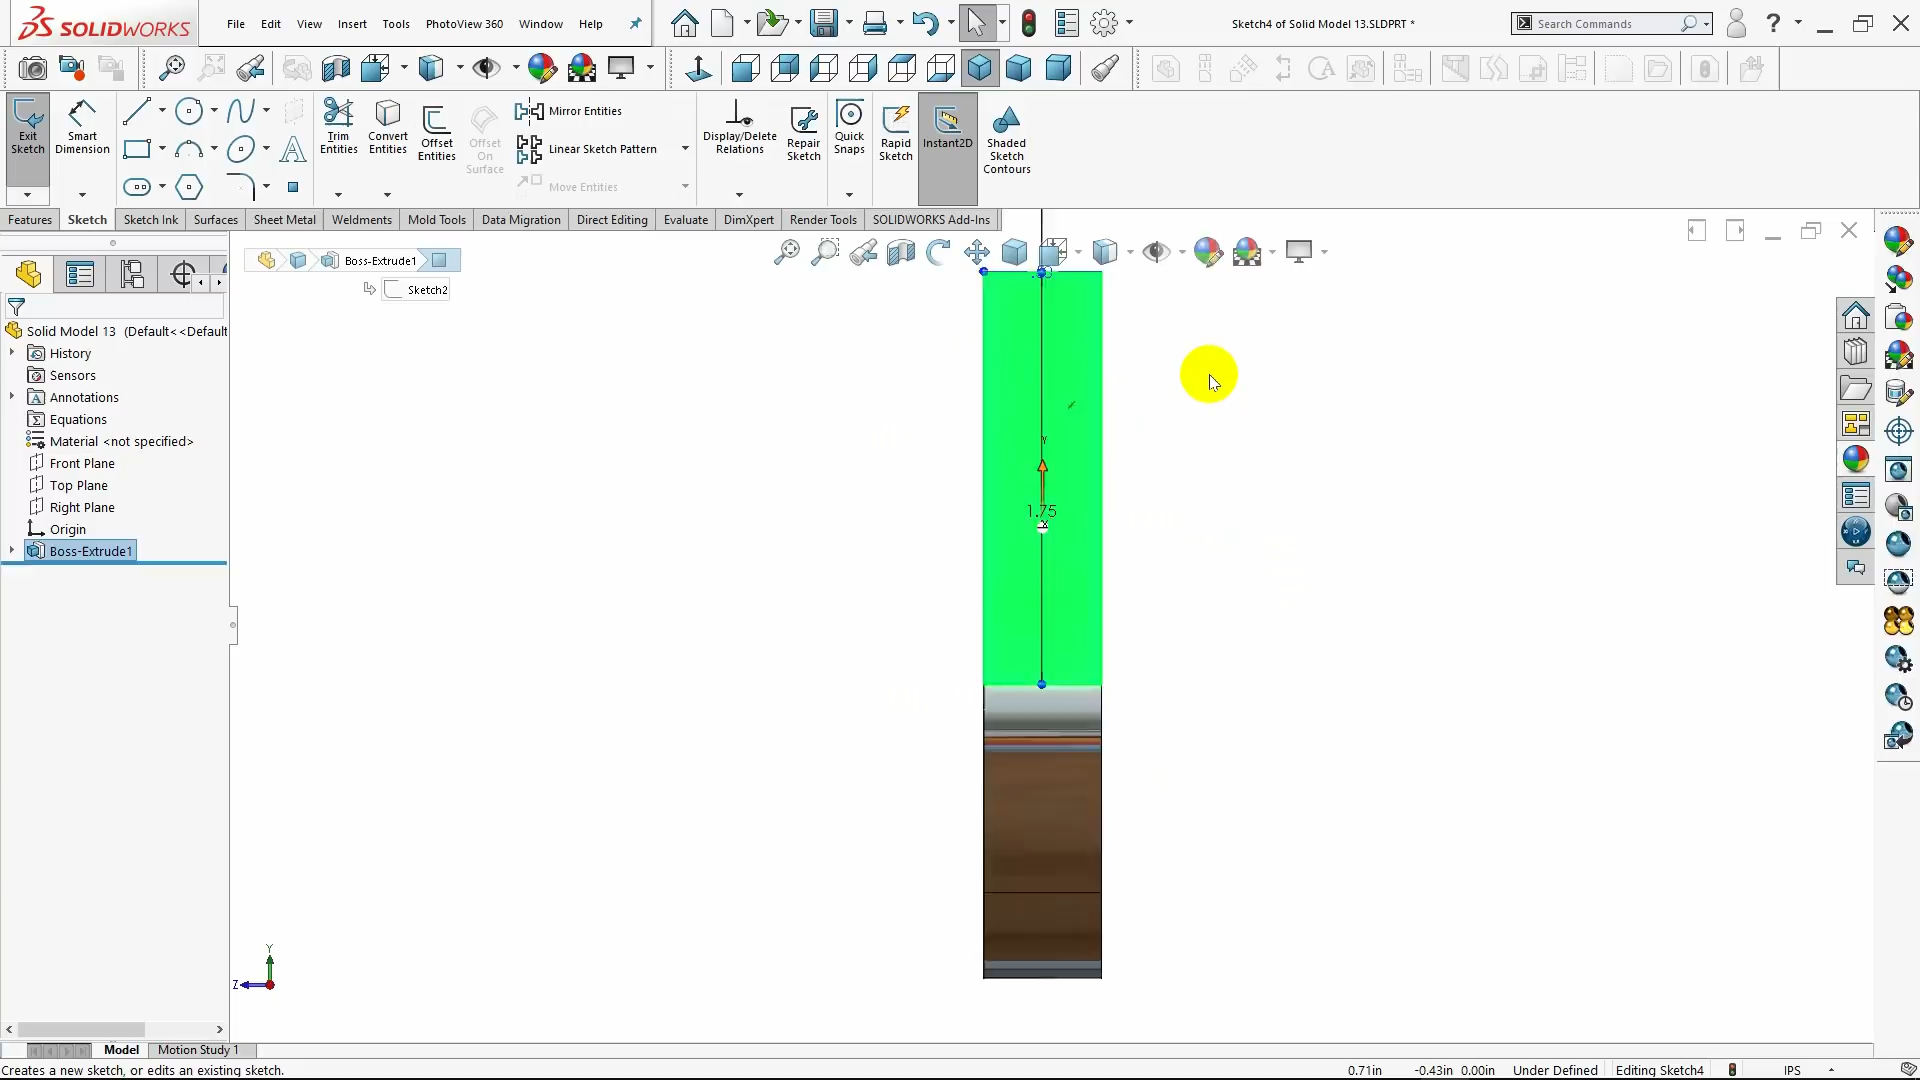 SOLIDWORKS
File Edit View Insert Tools PhotoView 360 Window Help
Sketch4 of Solid Model 13.SLDPRT *
Search Commands
Exit Sketch
Smart Dimension
Trim Entities
Convert Entities
Offset Entities
Offset On Surface
Mirror Entities
Linear Sketch Pattern
Move Entities
Display/Delete Relations
Repair Sketch
Quick Snaps
Rapid Sketch
Instant2D
Shaded Sketch Contours
Features Sketch Sketch Ink Surfaces Sheet Metal Weldments Mold Tools Data Migration Direct Editing Evaluate DimXpert Render Tools SOLIDWORKS Add-Ins
Boss-Extrude1
Sketch2
Solid Model 13 (Default<<Default
History
Sensors
Annotations
Equations
Material <not specified>
Front Plane
Top Plane
Right Plane
Origin
Boss-Extrude1
Y
1.75
Y
Z
Model Motion Study 1
Creates a new sketch, or edits an existing sketch.
0.71in -0.43in 0.00in Under Defined Editing Sketch4 IPS